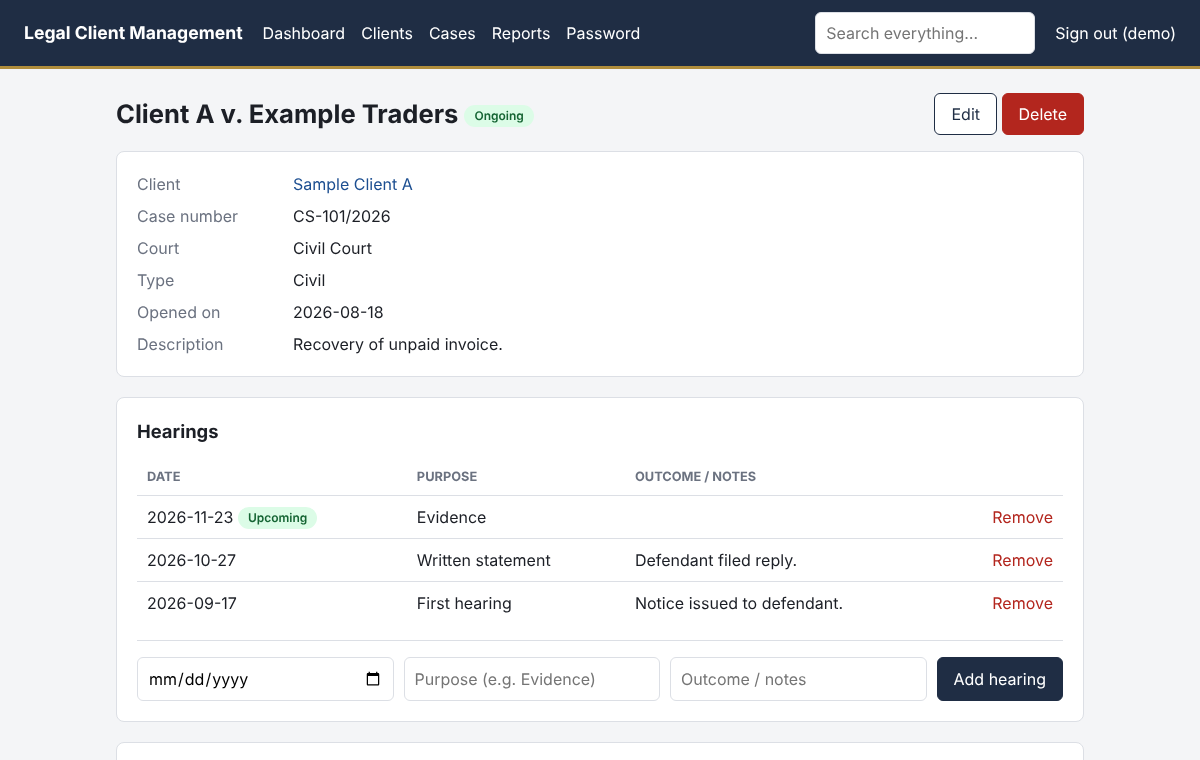 Legal Client Management Dashboard Clients Cases Reports Password Search everything... Sign out (demo)
Client A v. Example Traders Ongoing Edit Delete
Client Sample Client A
Case number CS-101/2026
Court Civil Court
Type Civil
Opened on 2026-08-18
Description Recovery of unpaid invoice.
Hearings
DATE PURPOSE OUTCOME / NOTES
2026-11-23 Upcoming Evidence Remove
2026-10-27 Written statement Defendant filed reply. Remove
2026-09-17 First hearing Notice issued to defendant. Remove
mm/dd/yyyy Purpose (e.g. Evidence) Outcome / notes Add hearing